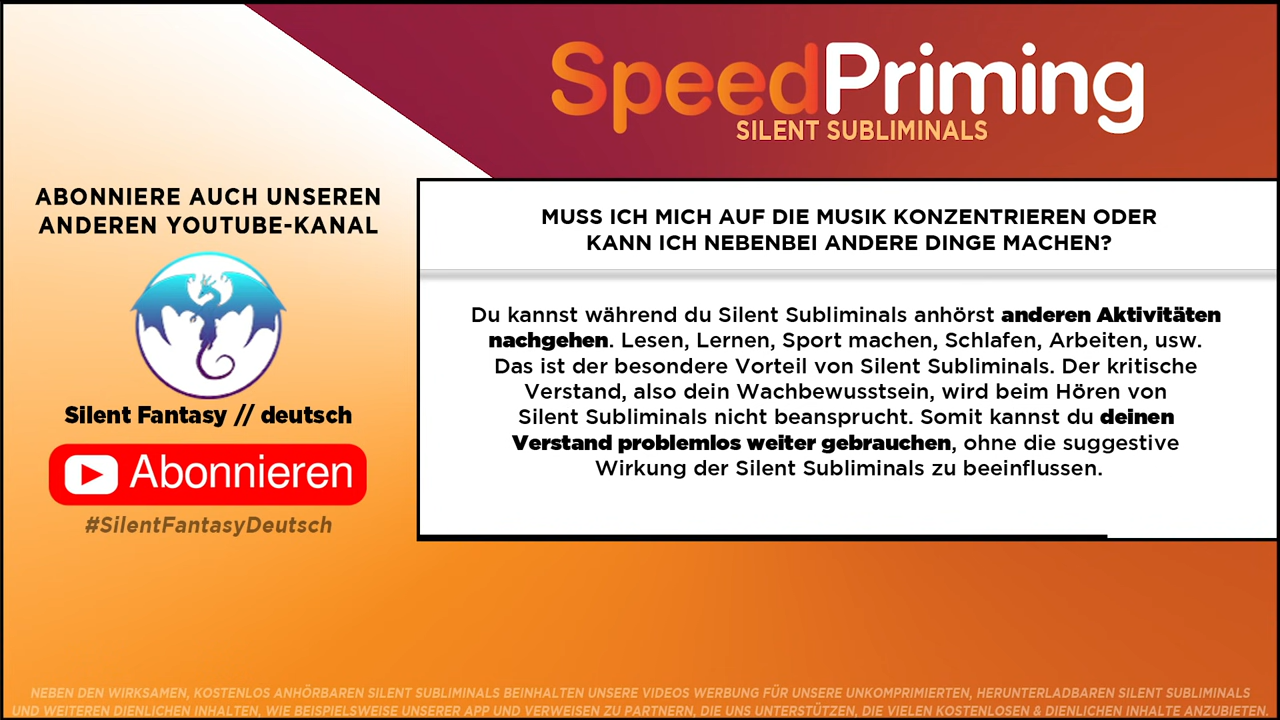 SpeedPriming
SILENT SUBLIMINALS
ABONNIERE AUCH UNSEREN
ANDEREN YOUTUBE-KANAL
Silent Fantasy // deutsch
Abonnieren
#SilentFantasyDeutsch
MUSS ICH MICH AUF DIE MUSIK KONZENTRIEREN ODER
KANN ICH NEBENBEI ANDERE DINGE MACHEN?
Du kannst während du Silent Subliminals anhörst anderen Aktivitäten
nachgehen. Lesen, Lernen, Sport machen, Schlafen, Arbeiten, usw.
Das ist der besondere Vorteil von Silent Subliminals. Der kritische
Verstand, also dein Wachbewusstsein, wird beim Hören von
Silent Subliminals nicht beansprucht. Somit kannst du deinen
Verstand problemlos weiter gebrauchen, ohne die suggestive
Wirkung der Silent Subliminals zu beeinflussen.
NEBEN DEN WIRKSAMEN, KOSTENLOS ANHÖRBAREN SILENT SUBLIMINALS BEINHALTEN UNSERE VIDEOS WERBUNG FÜR UNSERE UNKOMPRIMIERTEN, HERUNTERLADBAREN SILENT SUBLIMINALS
UND WEITEREN DIENLICHEN INHALTEN, WIE BEISPIELSWEISE UNSERER APP UND VERWEISEN ZU PARTNERN, DIE UNS UNTERSTÜTZEN, DIE VIELEN KOSTENLOSEN & DIENLICHEN INHALTE ANZUBIETEN.